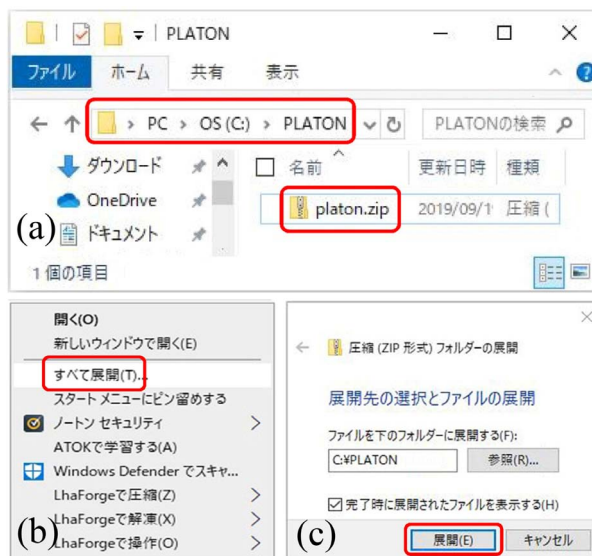 PLATON
ファイル ホーム 共有 表示
PC > OS (C:) > PLATON PLATONの検索
ダウンロード 名前 更新日時 種類
OneDrive platon.zip 2019/09/1 圧縮 (
(a) ドキュメント
1 個の項目
開く(O)
新しいウィンドウで開く(E)
すべて展開(T)...
スタート メニューにピン留めする
ノートン セキュリティ
ATOKで学習する(A)
Windows Defender でスキャ...
LhaForgeで圧縮(Z)
LhaForgeで解凍(X)
(b) LhaForgeで操作(O)
圧縮 (ZIP 形式) フォルダーの展開
展開先の選択とファイルの展開
ファイルを下のフォルダーに展開する(F):
C:¥PLATON 参照(R)...
完了時に展開されたファイルを表示する(H)
(c) 展開(E) キャンセル